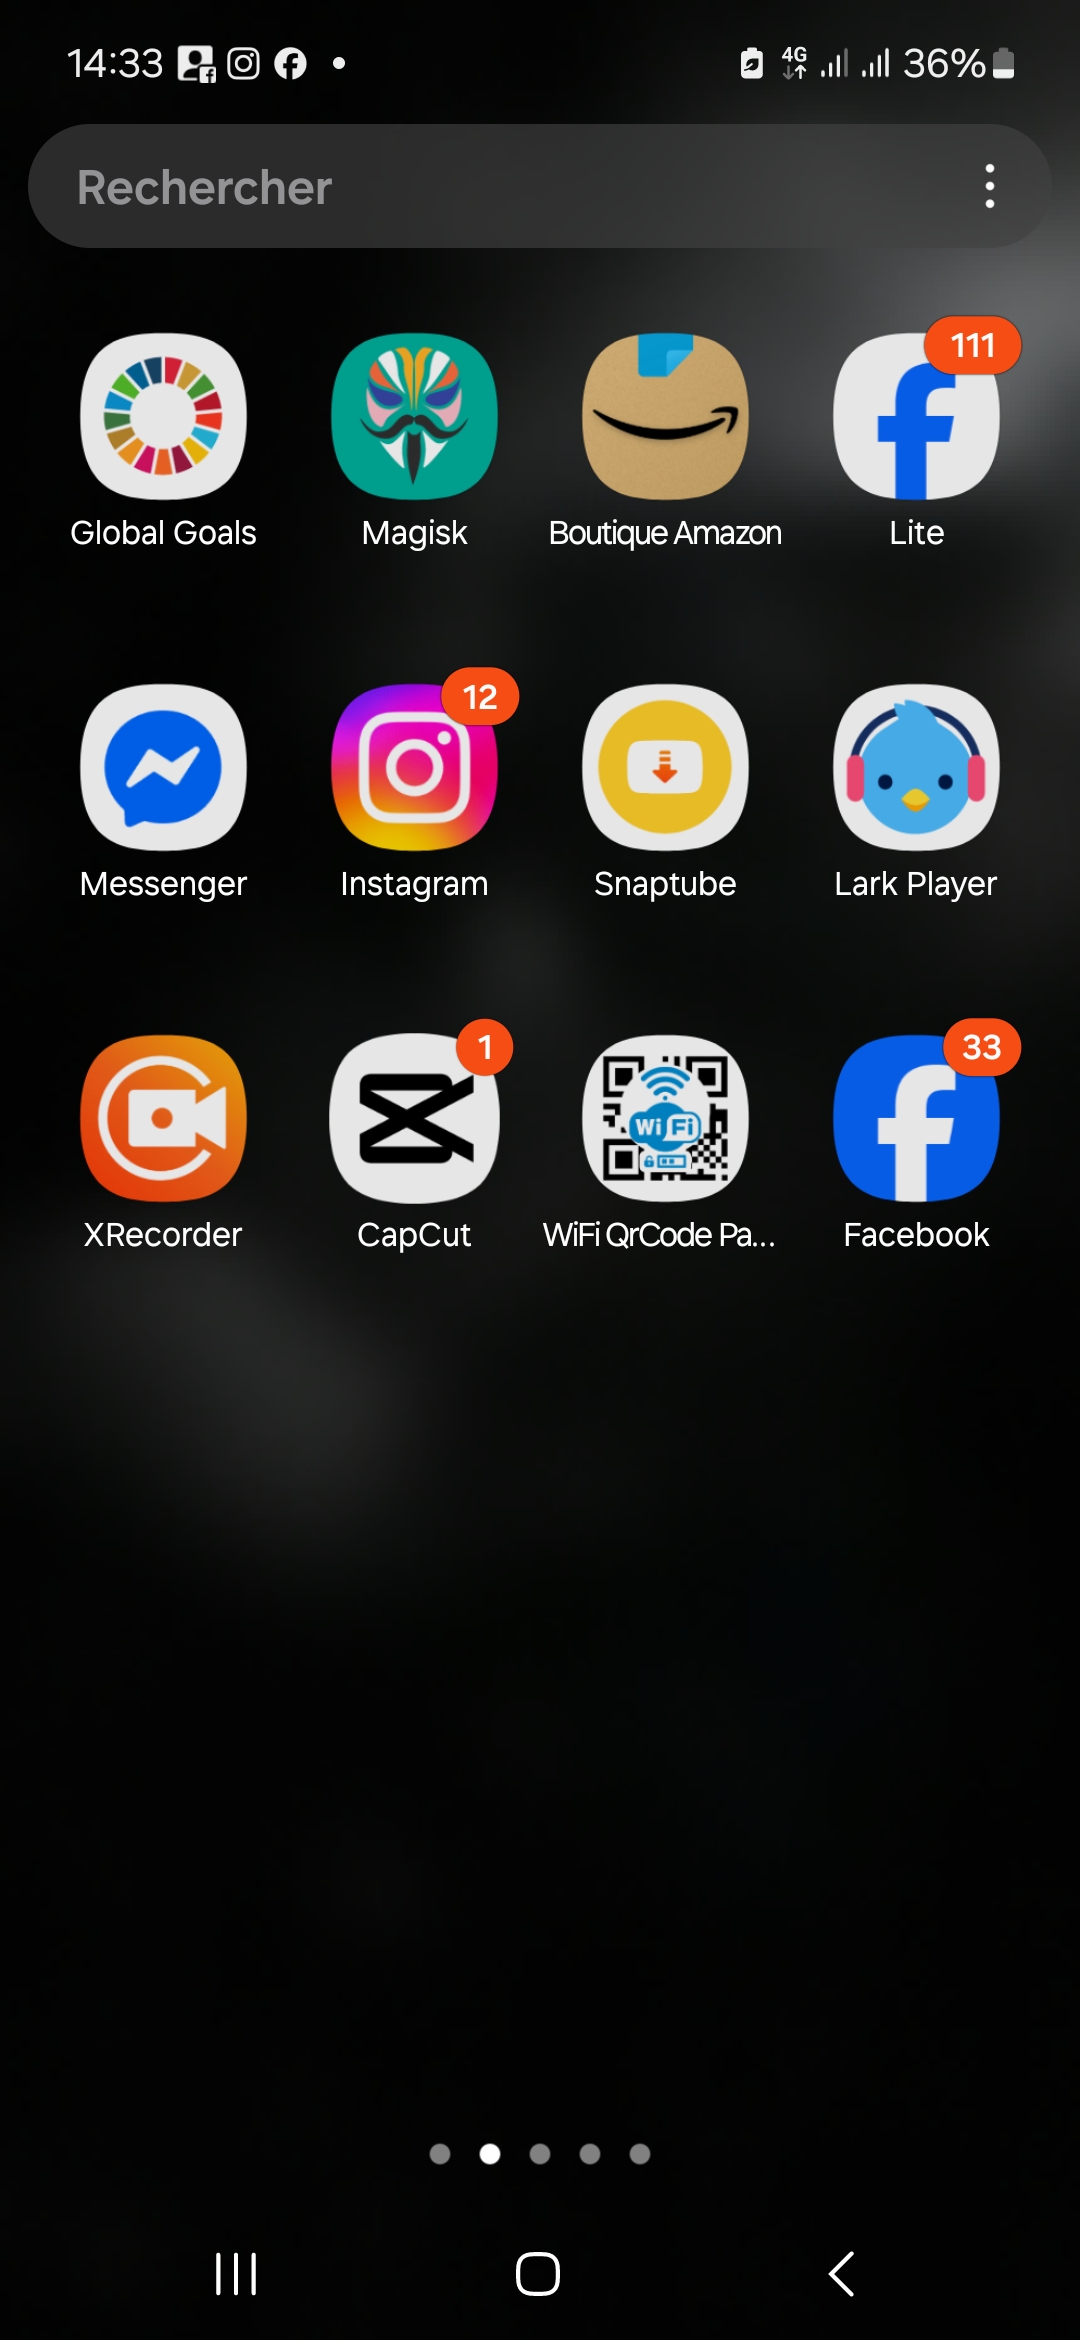 14:33 4G 36%
Rechercher
111
Global Goals Magisk Boutique Amazon Lite
12
Messenger Instagram Snaptube Lark Player
1 33
Wi Fi
XRecorder CapCut WiFi QrCode Pa... Facebook